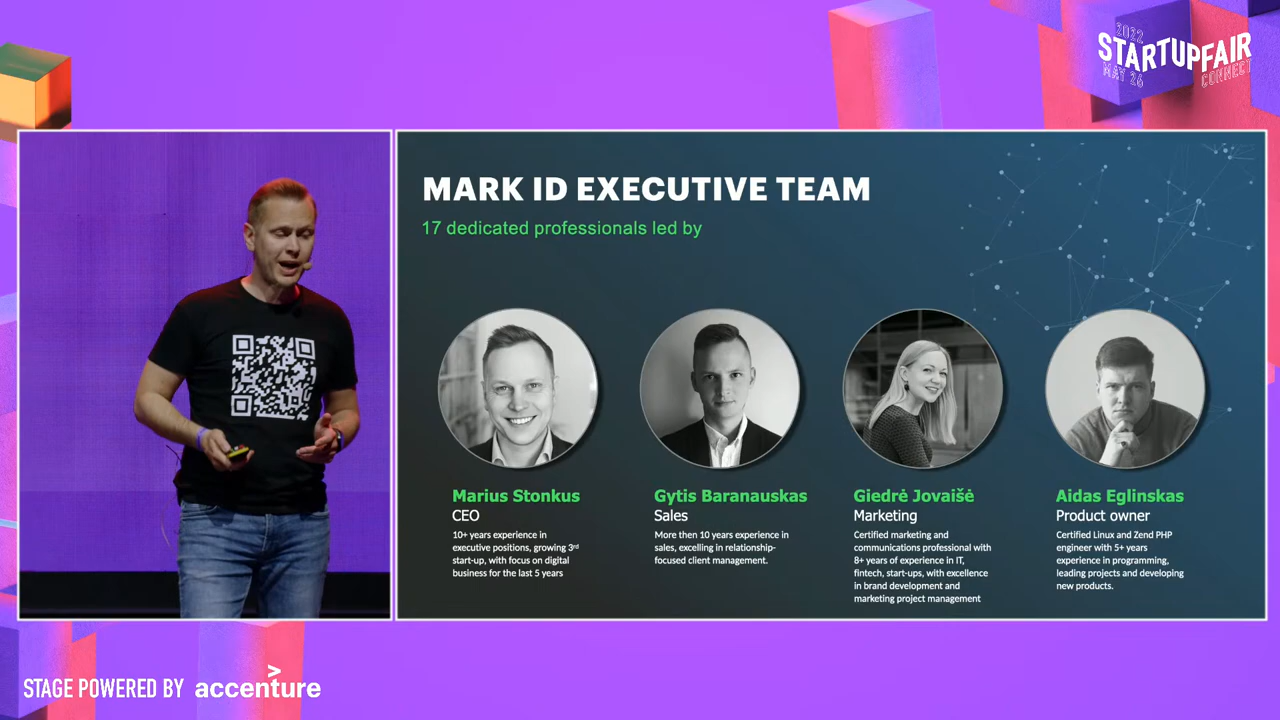 2022
STARTUPFAIR
MAY 26
CONNECT
MARK ID EXECUTIVE TEAM
17 dedicated professionals led by
Marius Stonkus
CEO
10+ years experience in
executive positions, growing 3rd
start-up, with focus on digital
business for the last 5 years
Gytis Baranauskas
Sales
More then 10 years experience in
sales, excelling in relationship-
focused client management.
Giedrė Jovaišė
Marketing
Certified marketing and
communications professional with
8+ years of experience in IT,
fintech, start-ups, with excellence
in brand development and
marketing project management
Aidas Eglinskas
Product owner
Certified Linux and Zend PHP
engineer with 5+ years
experience in programming,
leading projects and developing
new products.
STAGE POWERED BY accenture